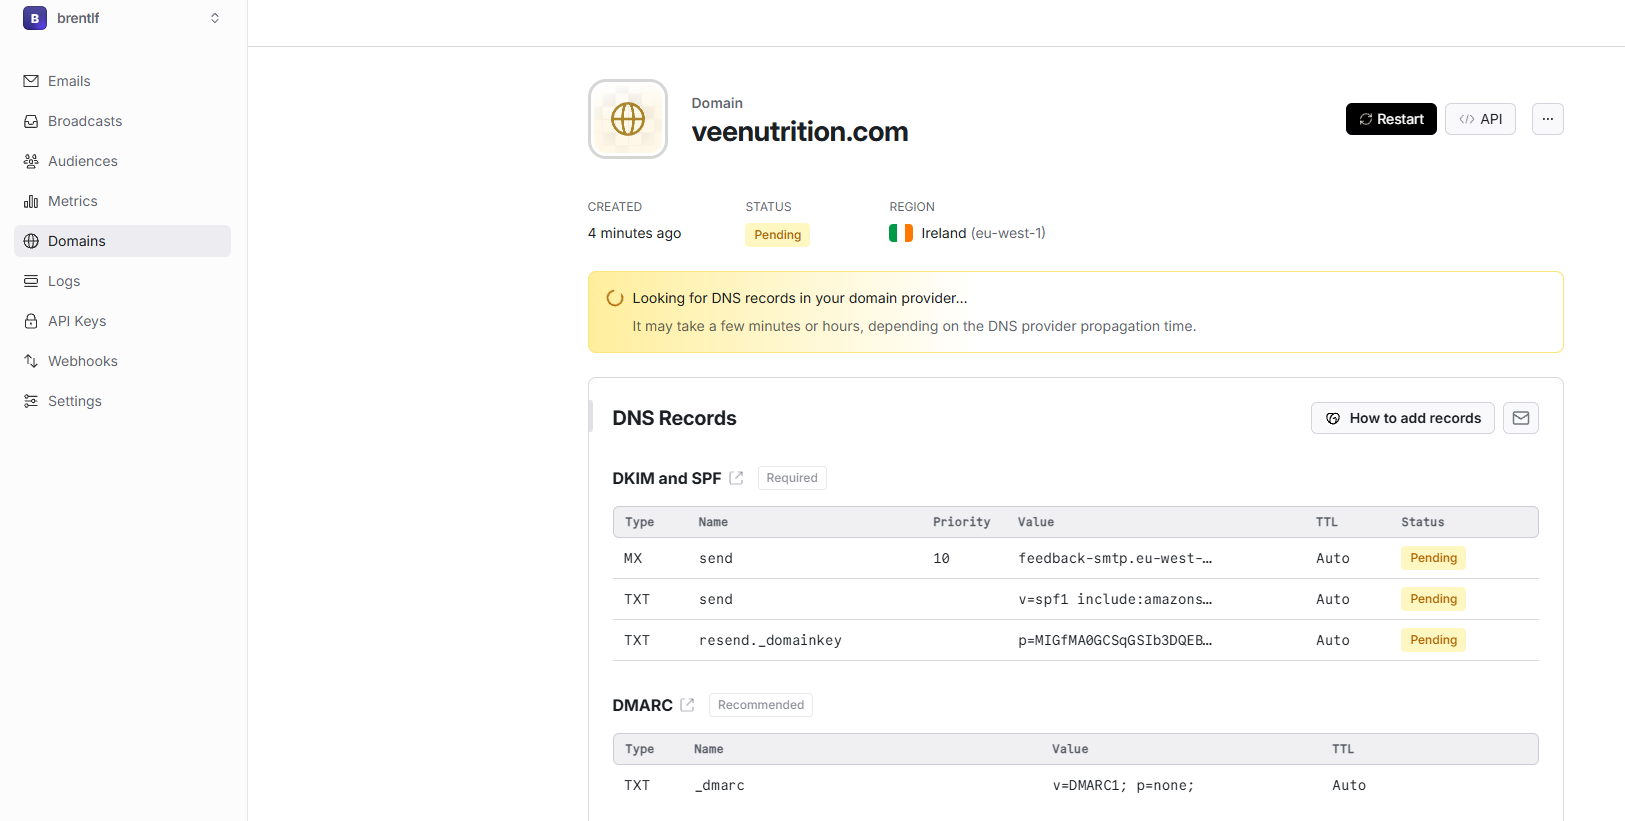 B brentlf
Emails
Broadcasts
Audiences
Metrics
Domains
Logs
API Keys
Webhooks
Settings
Domain
veenutrition.com
Restart
API
...
CREATED STATUS REGION
4 minutes ago Pending Ireland (eu-west-1)
Looking for DNS records in your domain provider...
It may take a few minutes or hours, depending on the DNS provider propagation time.
DNS Records
How to add records
DKIM and SPF Required
Type Name Priority Value TTL Status
MX send 10 feedback-smtp.eu-west-... Auto Pending
TXT send v=spf1 include:amazons... Auto Pending
TXT resend._domainkey p=MIGfMA0GCSqGSIb3DQEB... Auto Pending
DMARC Recommended
Type Name Value TTL
TXT _dmarc v=DMARC1; p=none; Auto